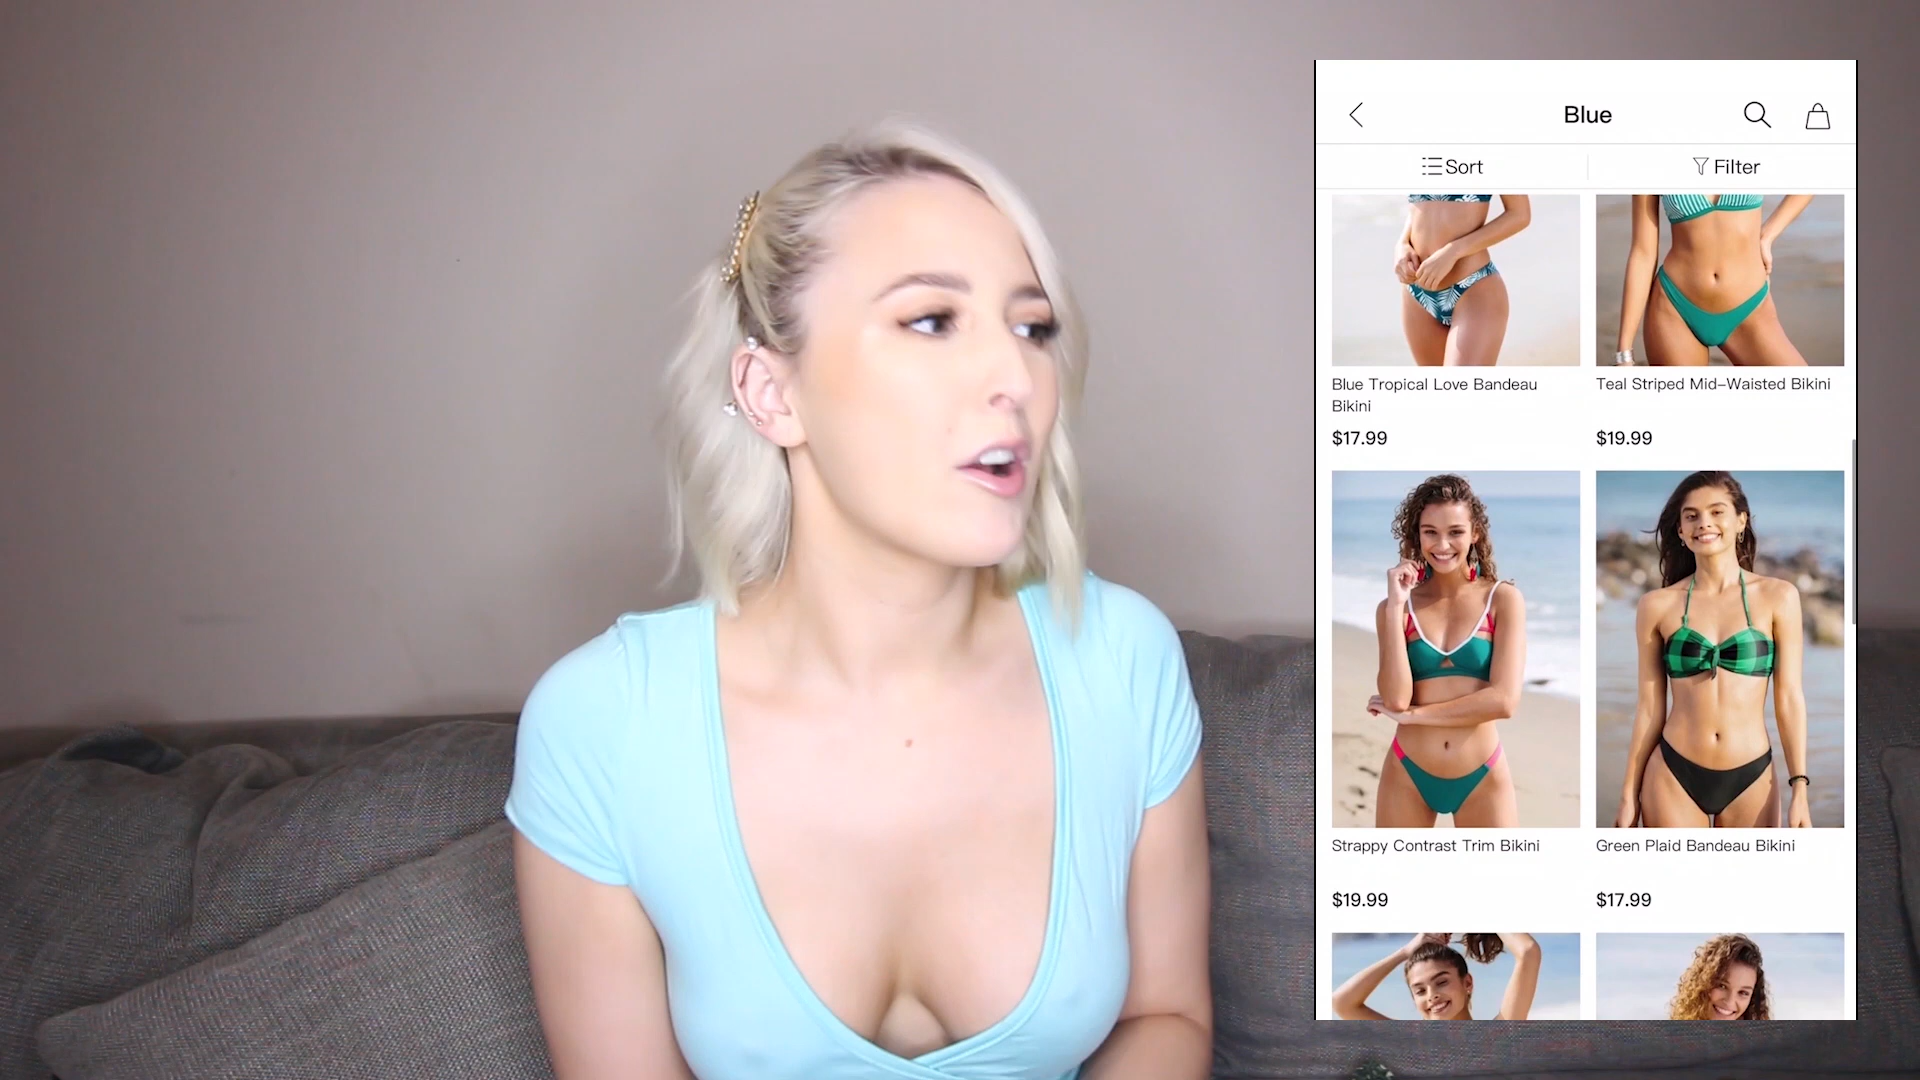 Blue
Sort
Filter
Blue Tropical Love Bandeau
Bikini
$17.99
Teal Striped Mid-Waisted Bikini
$19.99
Strappy Contrast Trim Bikini
$19.99
Green Plaid Bandeau Bikini
$17.99